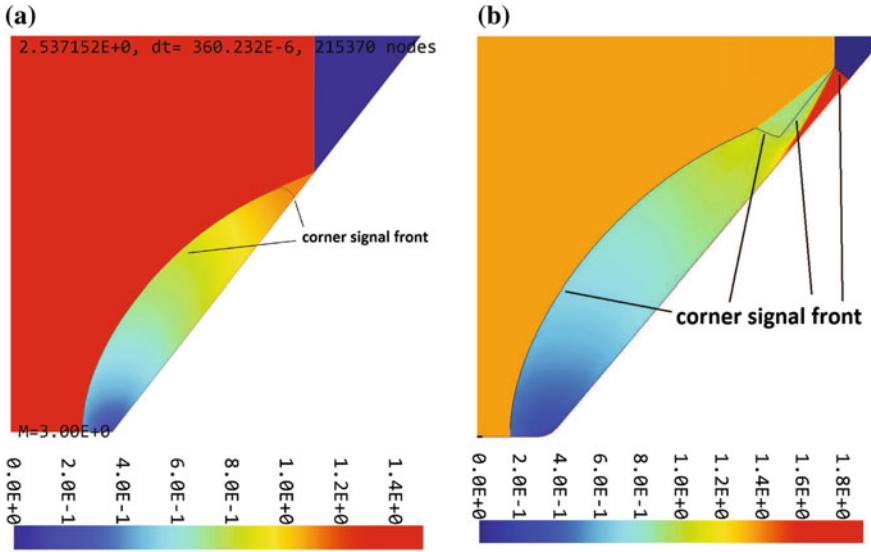 (a)
2.537152E+0, dt= 360.232E-6, 215370 nodes
corner signal front
M=3.00E+0
0.0E+0
2.0E-1
4.0E-1
6.0E-1
8.0E-1
1.0E+0
1.2E+0
1.4E+0
(b)
corner signal front
0.0E+0
2.0E-1
4.0E-1
6.0E-1
8.0E-1
1.0E+0
1.2E+0
1.4E+0
1.6E+0
1.8E+0